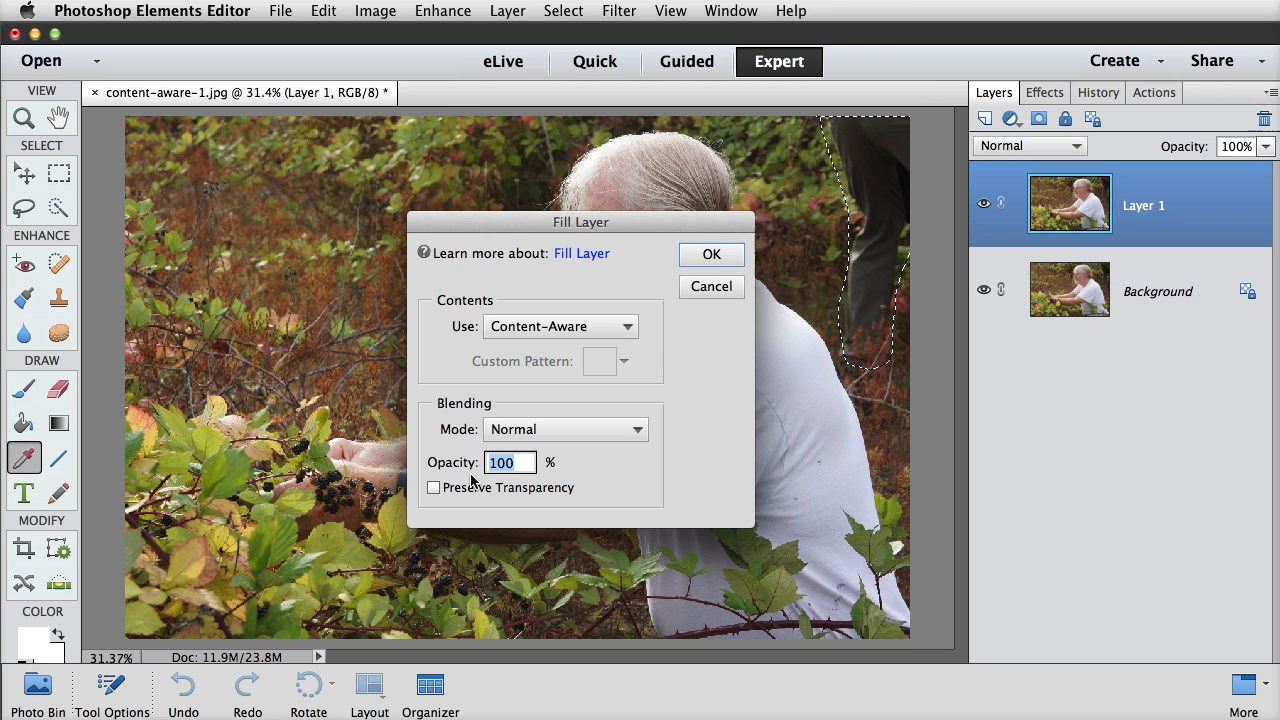 Photoshop Elements Editor File Edit Image Enhance Layer Select Filter View Window Help
Open eLive Quick Guided Expert Create Share
VIEW
× content-aware-1.jpg @ 31.4% (Layer 1, RGB/8) *
Layers Effects History Actions
SELECT
Normal Opacity: 100%
Layer 1
Background
ENHANCE
DRAW
MODIFY
COLOR
Fill Layer
Learn more about: Fill Layer
OK
Cancel
Contents
Use: Content-Aware
Custom Pattern:
Blending
Mode: Normal
Opacity: 100 %
Preserve Transparency
31.37% Doc: 11.9M/23.8M
Photo Bin Tool Options Undo Redo Rotate Layout Organizer More